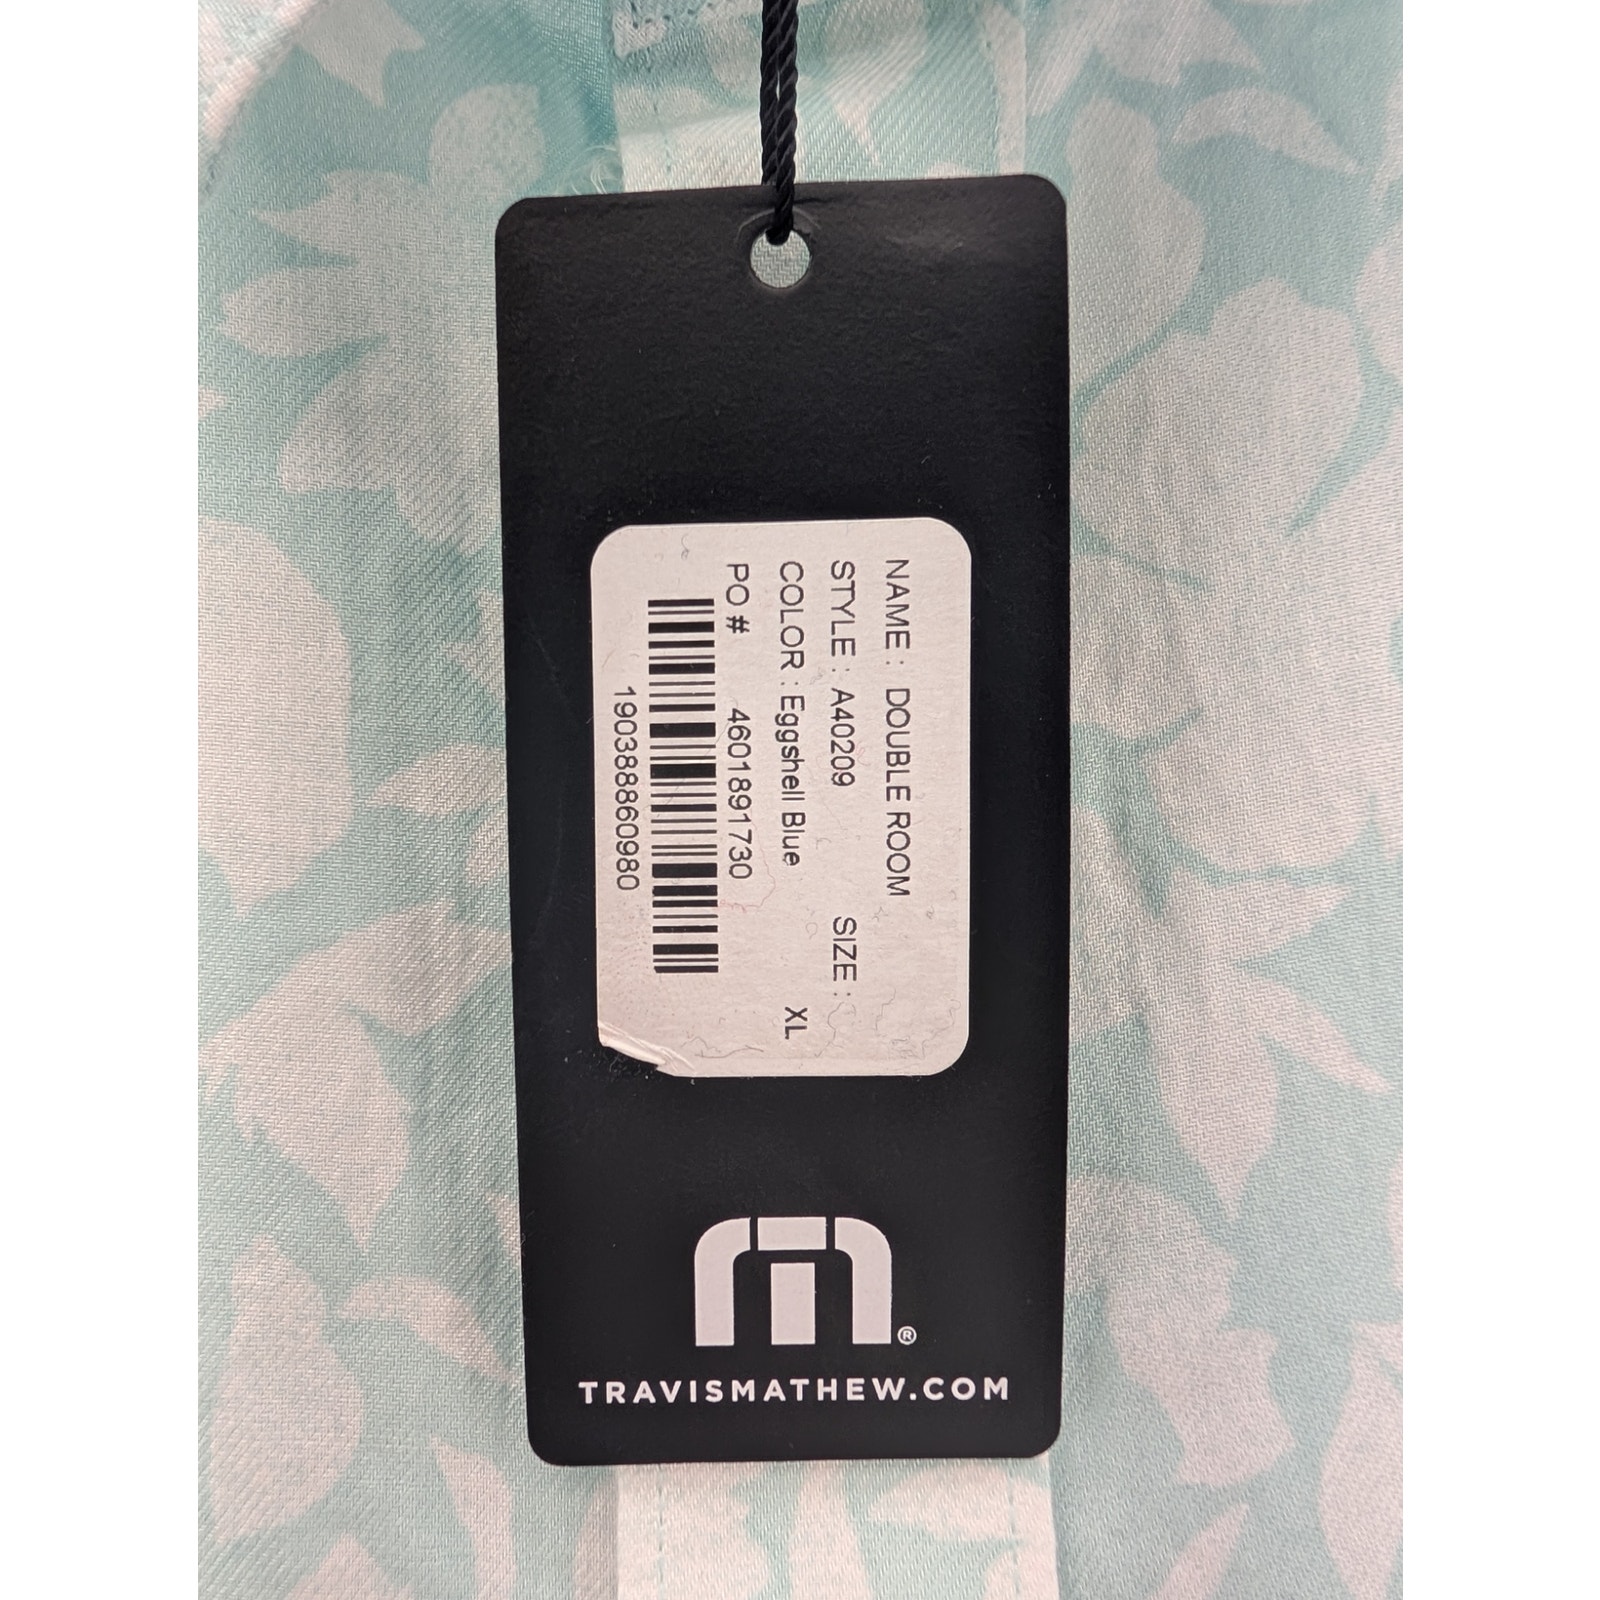 NAME : DOUBLE ROOM
STYLE : A40209 SIZE :
COLOR : Eggshell Blue XL
PO # 4601891730
190388860980
®
TRAVISMATHEW.COM